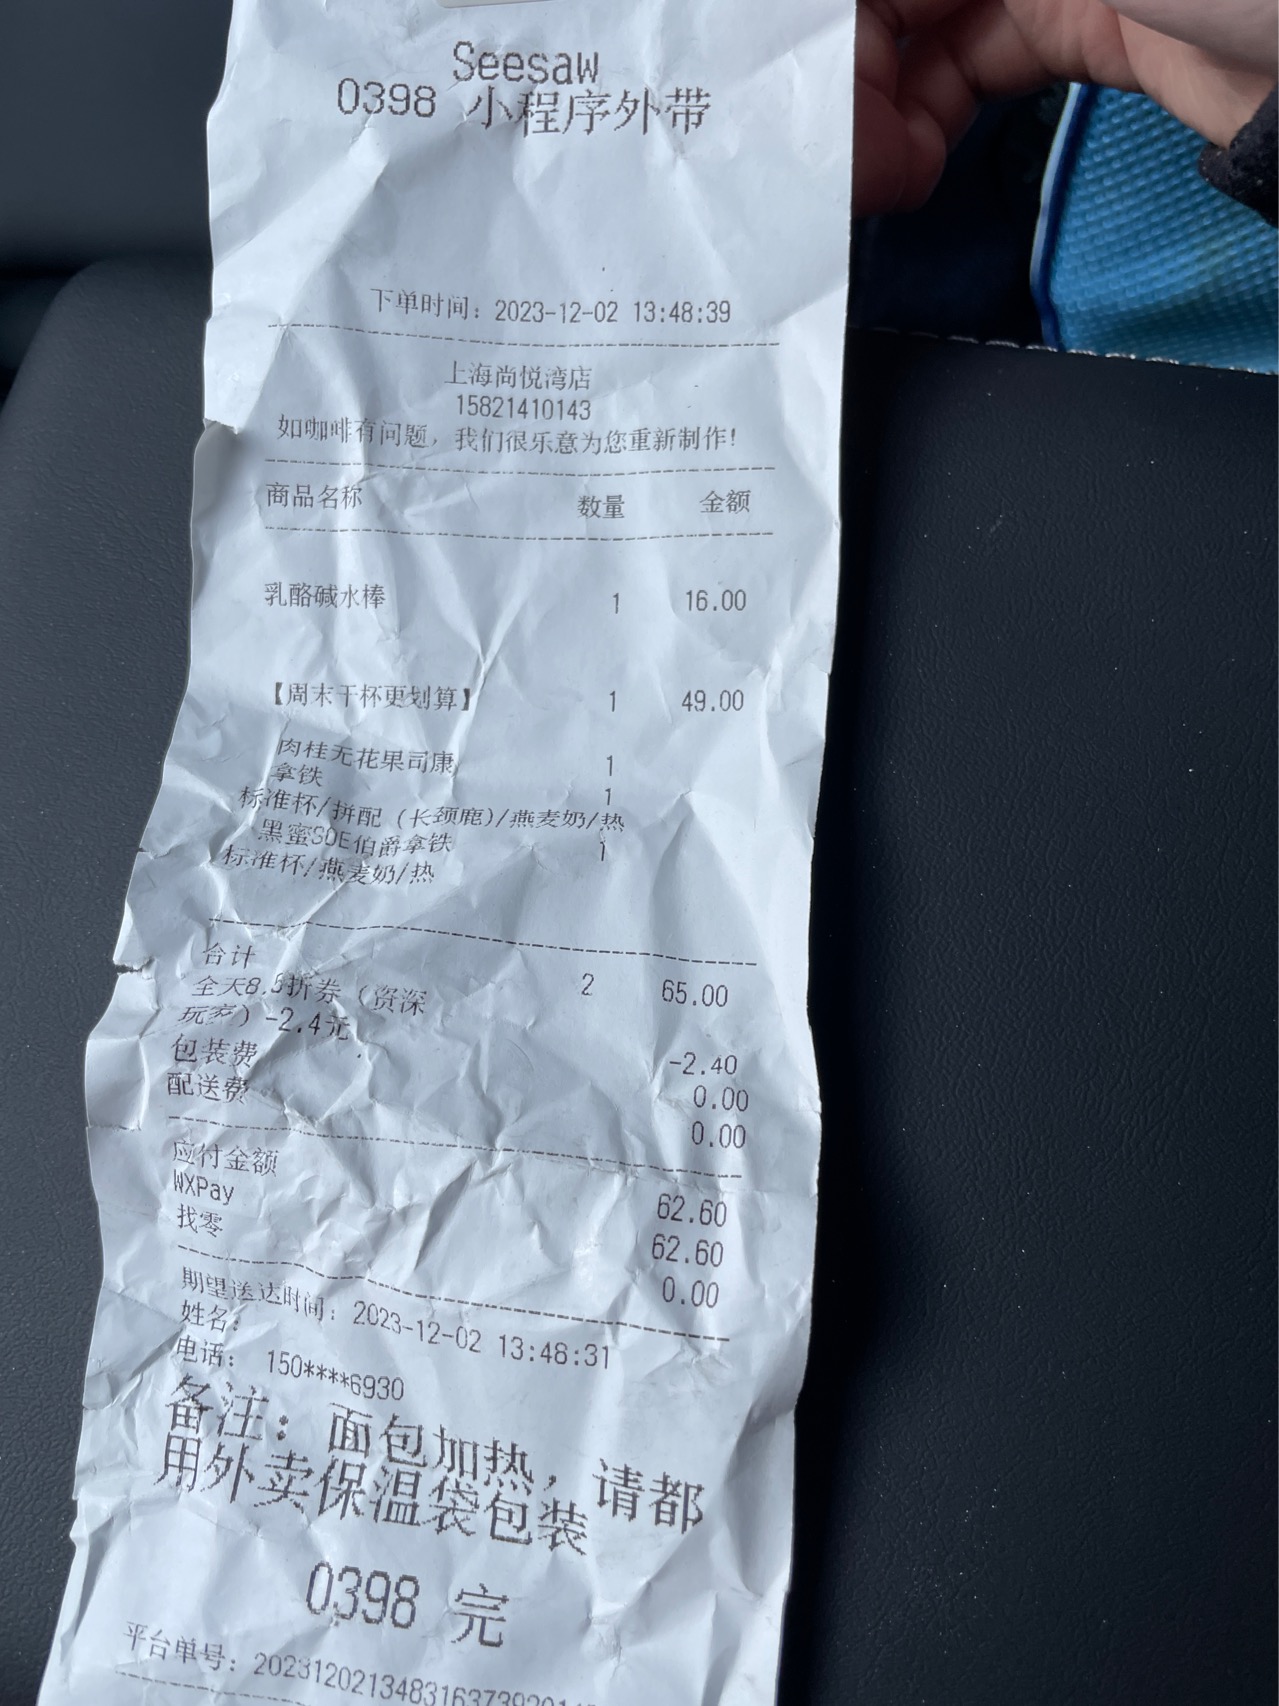 Seesaw
0398 小程序外带
下单时间：2023-12-02 13:48:39
上海尚悦湾店
15821410143
如咖啡有问题，我们很乐意为您重新制作！
商品名称 数量 金额
乳酪碱水棒 1 16.00
【周末干杯更划算】 1 49.00
肉桂无花果司康 1
拿铁 1
标准杯/拼配（长颈鹿)/燕麦奶/热
黑蜜SOE伯爵拿铁 1
标准杯/燕麦奶/热
合计 2 65.00
全天8.5折券（资深
玩家）-2.4元 -2.40
包装费 0.00
配送费 0.00
应付金额 62.60
WXPay 62.60
找零 0.00
期望送达时间：2023-12-02 13:48:31
姓名：
电话：150****6930
备注：面包加热，请都
用外卖保温袋包装
0398 完
平台单号：